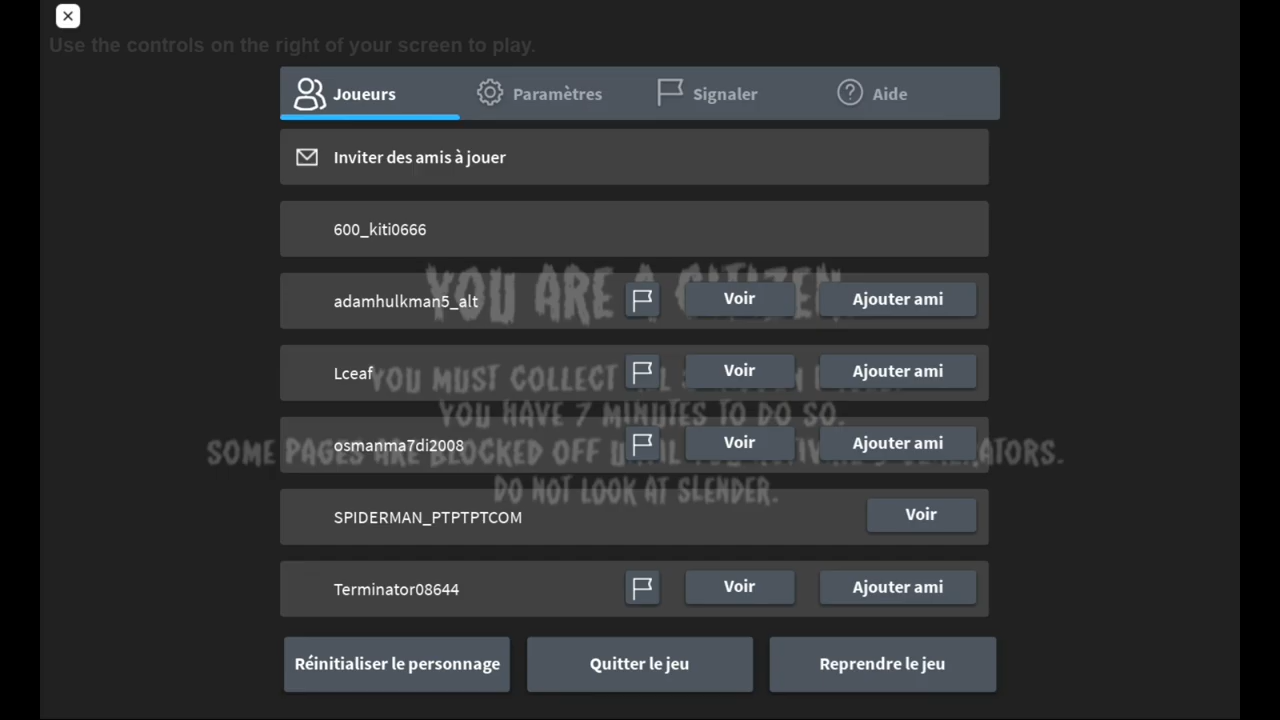 Use the controls on the right of your screen to play.
Joueurs Paramètres Signaler Aide
Inviter des amis à jouer
600_kiti0666
YOU ARE A CITIZEN
adamhulkman5_alt Voir Ajouter ami
Lceaf Voir Ajouter ami
YOU MUST COLLECT
YOU HAVE 7 MINUTES TO DO SO.
osmanma7di2008 Voir Ajouter ami
SOME PAGES ARE BLOCKED OFF UNTIL YOU
DO NOT LOOK AT SLENDER.
SPIDERMAN_PTPTPTCOM Voir
Terminator08644 Voir Ajouter ami
Réinitialiser le personnage Quitter le jeu Reprendre le jeu